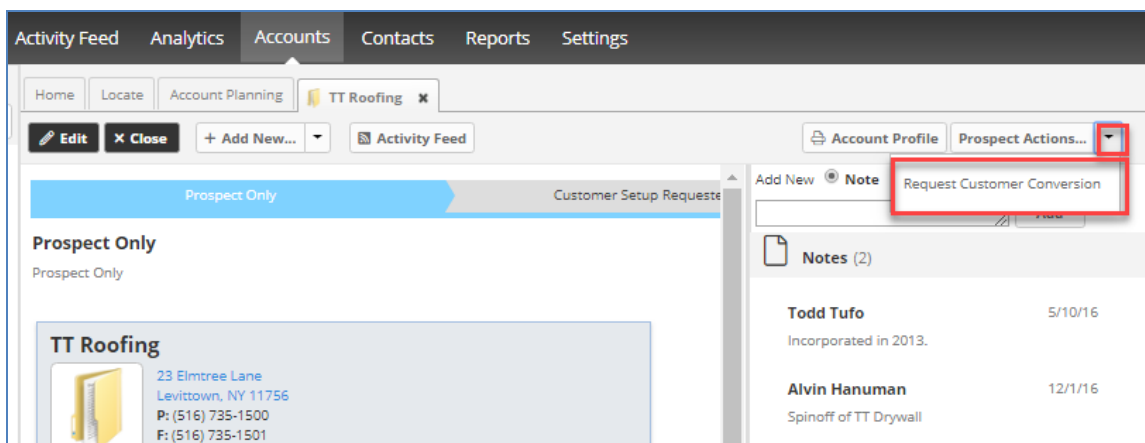 Activity Feed Analytics Accounts Contacts Reports Settings
Home Locate Account Planning TT Roofing x
Edit x Close + Add New... Activity Feed Account Profile Prospect Actions...
Request Customer Conversion
Prospect Only Customer Setup Requeste
Add New Note
Add
Prospect Only
Prospect Only
Notes (2)
TT Roofing
23 Elmtree Lane
Levittown, NY 11756
P: (516) 735-1500
F: (516) 735-1501
Todd Tufo 5/10/16
Incorporated in 2013.
Alvin Hanuman 12/1/16
Spinoff of TT Drywall